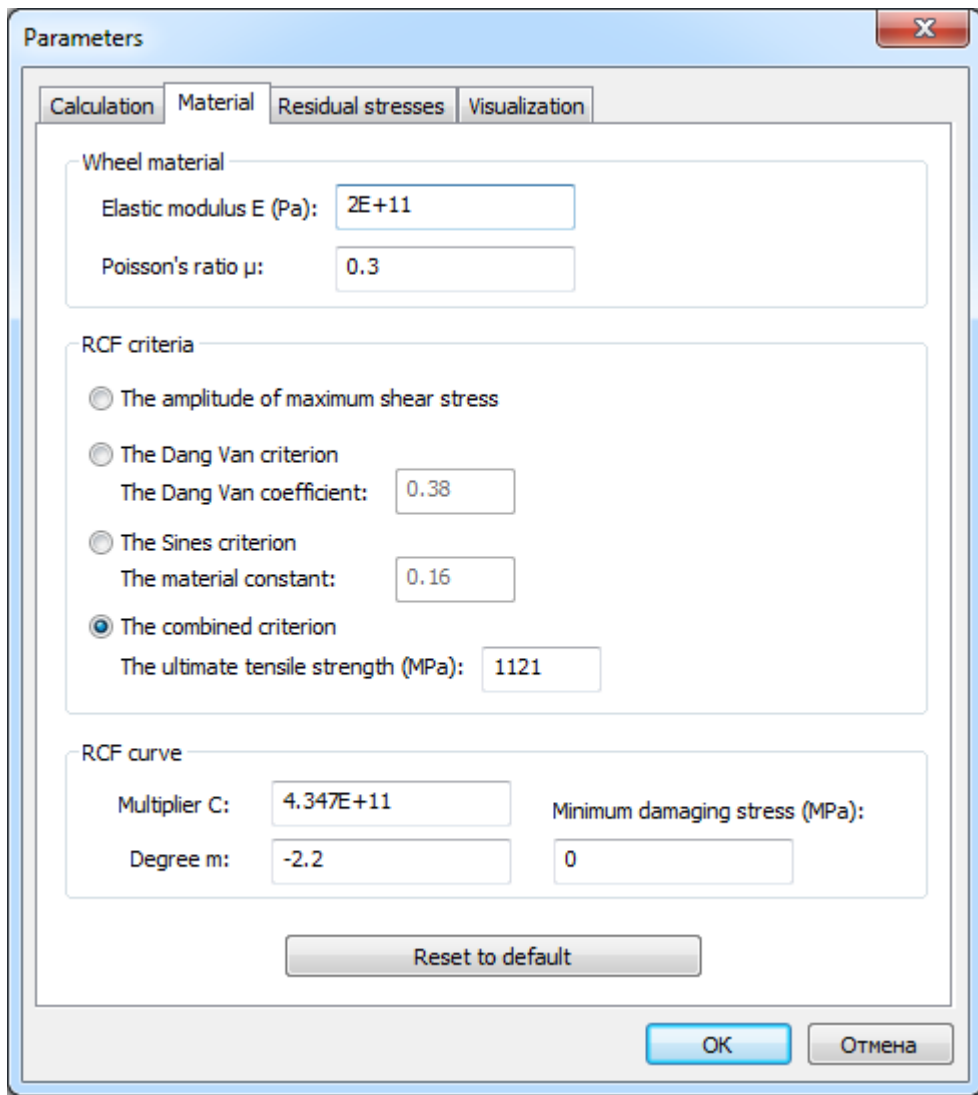 Parameters
Calculation Material Residual stresses Visualization
Wheel material
Elastic modulus E (Pa): 2E+11
Poisson's ratio μ: 0.3
RCF criteria
The amplitude of maximum shear stress
The Dang Van criterion
The Dang Van coefficient: 0.38
The Sines criterion
The material constant: 0.16
The combined criterion
The ultimate tensile strength (MPa): 1121
RCF curve
Multiplier C: 4.347E+11
Minimum damaging stress (MPa):
Degree m: -2.2 0
Reset to default
OK Отмена